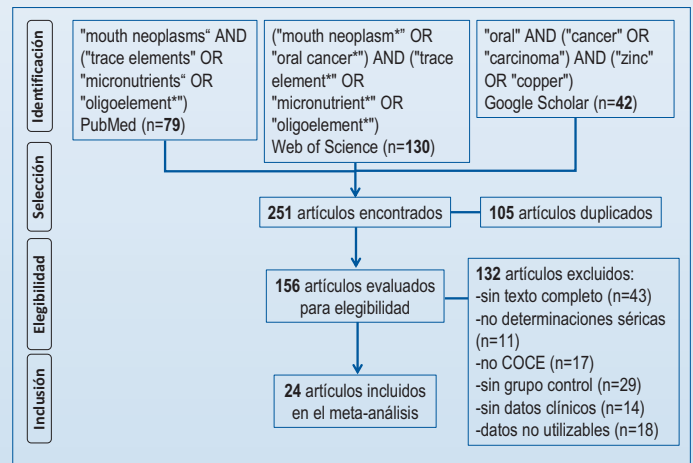 Identificación
"mouth neoplasms“ AND
("trace elements" OR
"micronutrients“ OR
"oligoelement*")
PubMed (n=79)
("mouth neoplasm*” OR
"oral cancer*") AND ("trace
element*" OR
"micronutrient*" OR
"oligoelement*")
Web of Science (n=130)
"oral" AND ("cancer" OR
"carcinoma") AND ("zinc"
OR "copper")
Google Scholar (n=42)
Selección
251 artículos encontrados
105 artículos duplicados
Elegibilidad
156 artículos evaluados
para elegibilidad
132 artículos excluidos:
-sin texto completo (n=43)
-no determinaciones séricas
(n=11)
-no COCE (n=17)
-sin grupo control (n=29)
-sin datos clínicos (n=14)
-datos no utilizables (n=18)
Inclusión
24 artículos incluidos
en el meta-análisis